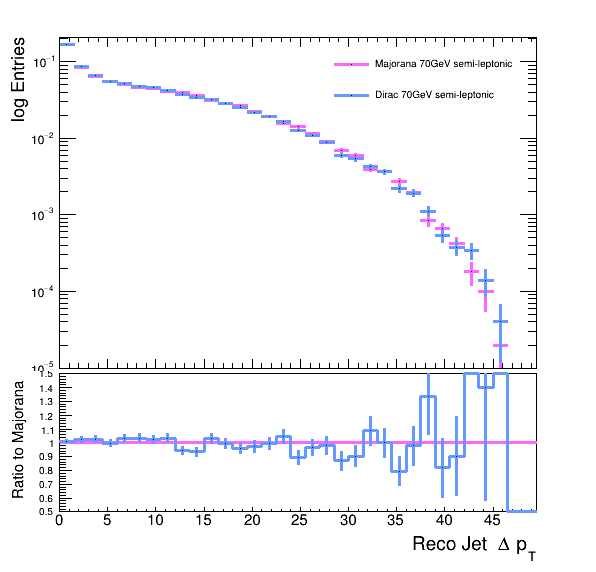 log Entries
Majorana 70GeV semi-leptonic
Dirac 70GeV semi-leptonic
10⁻¹
10⁻²
10⁻³
10⁻⁴
10⁻⁵
Ratio to Majorana
1.5
1.4
1.3
1.2
1.1
1
0.9
0.8
0.7
0.6
0.5
0 5 10 15 20 25 30 35 40 45
Reco Jet Δ p_T